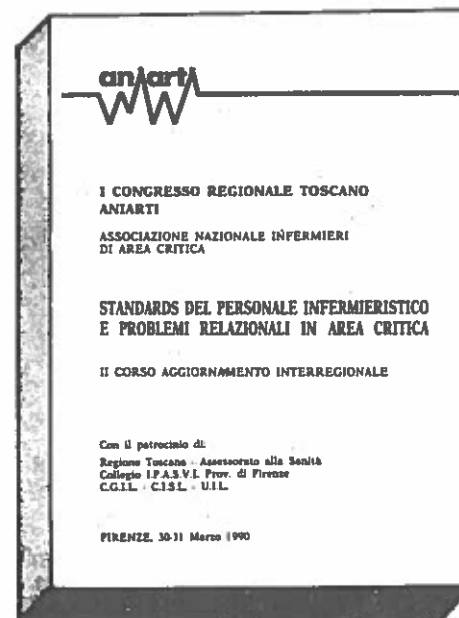 aniarti
I CONGRESSO REGIONALE TOSCANO
ANIARTI
ASSOCIAZIONE NAZIONALE INFERMIERI
DI AREA CRITICA
STANDARDS DEL PERSONALE INFERMIERISTICO
E PROBLEMI RELAZIONALI IN AREA CRITICA
II CORSO AGGIORNAMENTO INTERREGIONALE
Con il patrocinio di:
Regione Toscana - Assessorato alla Sanità
Collegio I.P.A.S.V.I. Prov. di Firenze
C.G.I.L. - C.I.S.L. - U.I.L.
FIRENZE, 30-31 Marzo 1990